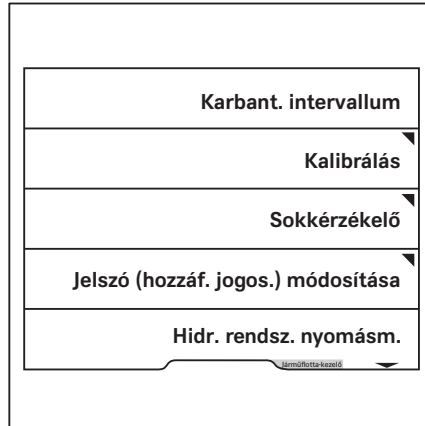 Karbant. intervallum
Kalibrálás
Sokkérzékelő
Jelszó (hozzáf. jogos.) módosítása
Hidr. rendsz. nyomásm.
Járműflotta-kezelő